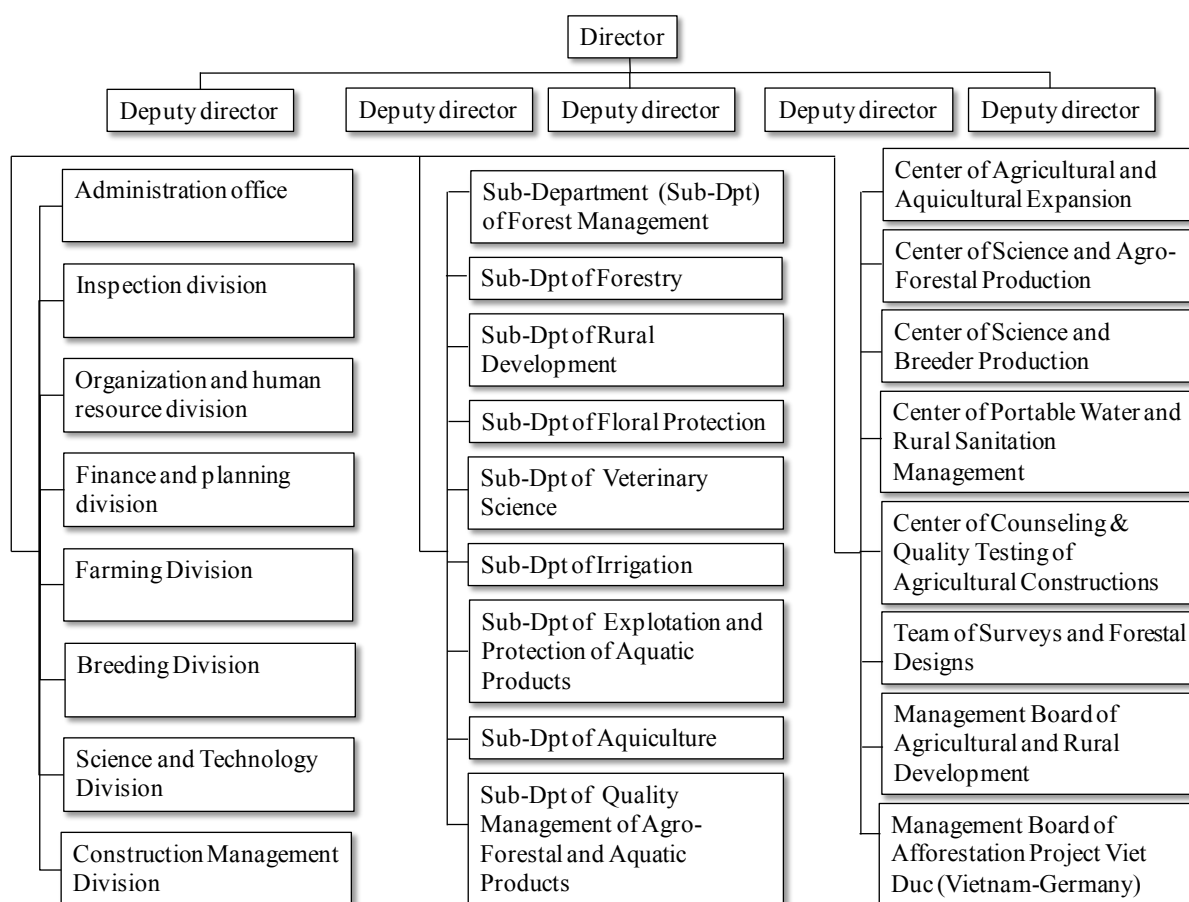 Director
Deputy director
Deputy director
Deputy director
Deputy director
Deputy director
Administration office
Inspection division
Organization and human
resource division
Finance and planning
division
Farming Division
Breeding Division
Science and Technology
Division
Construction Management
Division
Sub-Department (Sub-Dpt)
of Forest Management
Sub-Dpt of Forestry
Sub-Dpt of Rural
Development
Sub-Dpt of Floral Protection
Sub-Dpt of Veterinary
Science
Sub-Dpt of Irrigation
Sub-Dpt of Explotation and
Protection of Aquatic
Products
Sub-Dpt of Aquiculture
Sub-Dpt of Quality
Management of Agro-
Forestal and Aquatic
Products
Center of Agricultural and
Aquicultural Expansion
Center of Science and Agro-
Forestal Production
Center of Science and
Breeder Production
Center of Portable Water and
Rural Sanitation
Management
Center of Counseling &
Quality Testing of
Agricultural Constructions
Team of Surveys and Forestal
Designs
Management Board of
Agricultural and Rural
Development
Management Board of
Afforestation Project Viet
Duc (Vietnam-Germany)